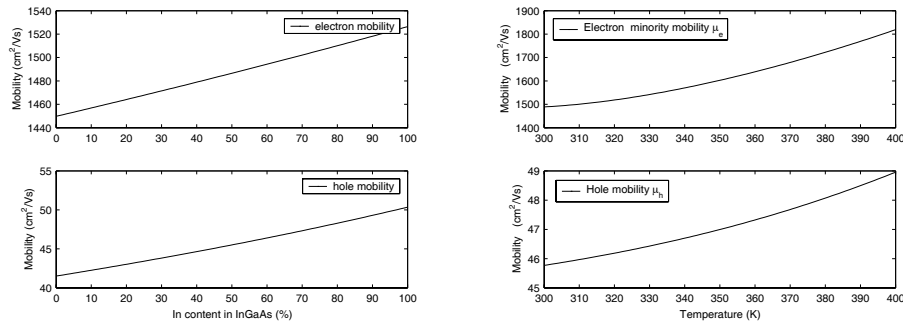 1540
1520
1500
1480
1460
1440
Mobility (cm²/Vs)
electron mobility
0 10 20 30 40 50 60 70 80 90 100
55
50
45
40
Mobility (cm²/Vs)
hole mobility
0 10 20 30 40 50 60 70 80 90 100
In content in InGaAs (%)
1900
1800
1700
1600
1500
1400
Mobility (cm²/Vs)
Electron minority mobility μe
300 310 320 330 340 350 360 370 380 390 400
49
48
47
46
45
Mobility (cm²/Vs)
Hole mobility μh
300 310 320 330 340 350 360 370 380 390 400
Temperature (K)